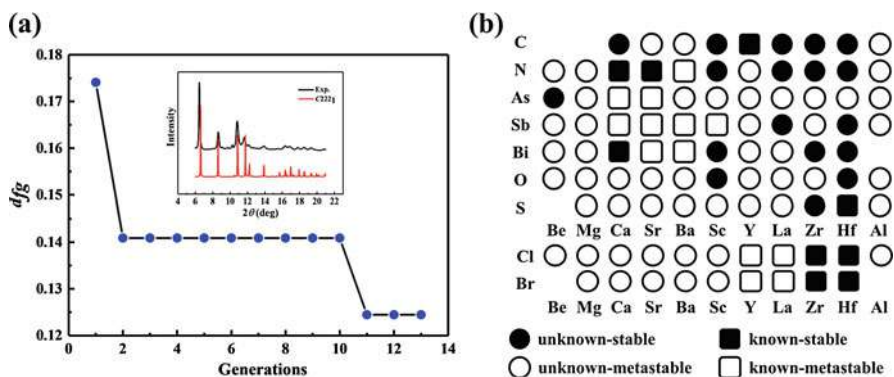 (a)
0.18
0.17
0.16
0.15
0.14
0.13
0.12
dfg
0 2 4 6 8 10 12 14
Generations
Intensity
Exp.
C2221
4 6 8 10 12 14 16 18 20 22
2θ(deg)
(b)
C
N
As
Sb
Bi
O
S
Be Mg Ca Sr Ba Sc Y La Zr Hf Al
Cl
Br
Be Mg Ca Sr Ba Sc Y La Zr Hf Al
unknown-stable known-stable
unknown-metastable known-metastable